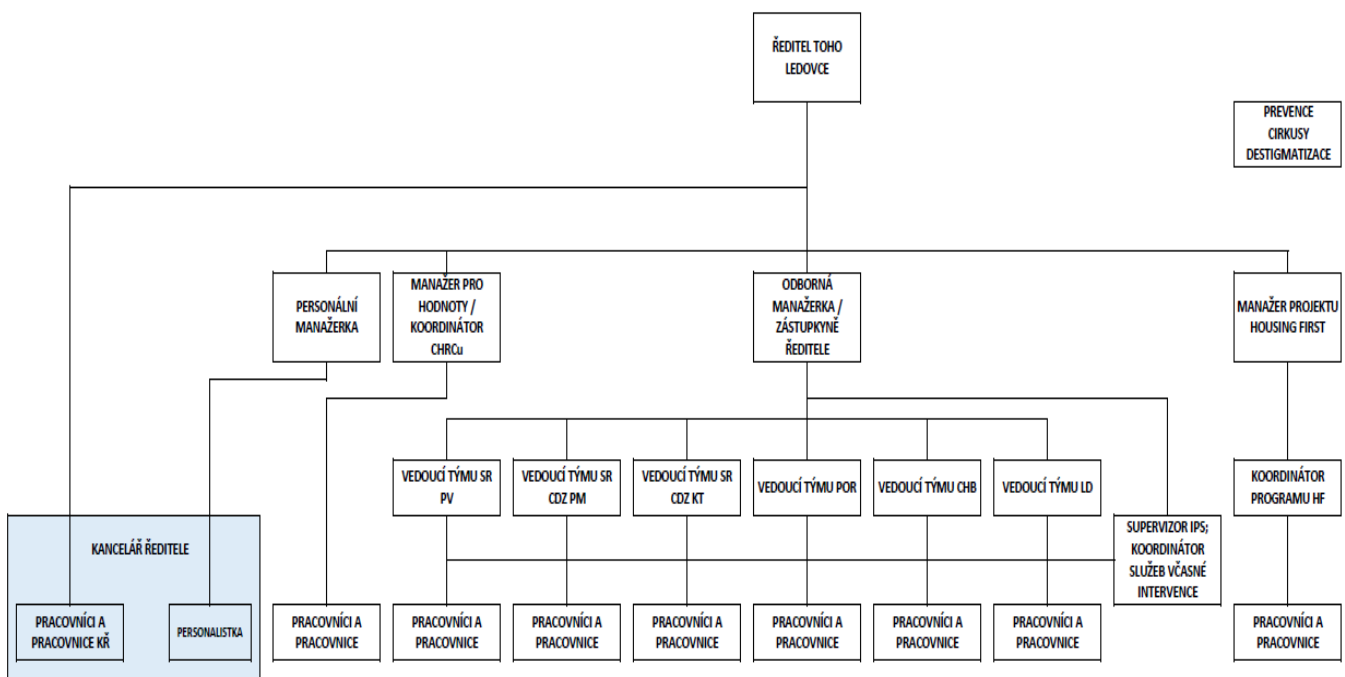 ŘEDITEL TOHO
LEDOVCE
PREVENCE
CIRKUSY
DESTIGMATIZACE
PERSONÁLNÍ
MANAŽERKA
MANAŽER PRO
HODNOTY /
KOORDINÁTOR
CHRCu
ODBORNÁ
MANAŽERKA /
ZÁSTUPKYNĚ
ŘEDITELE
MANAŽER PROJEKTU
HOUSING FIRST
VEDOUCÍ TÝMU SR
PV
VEDOUCÍ TÝMU SR
CDZ PM
VEDOUCÍ TÝMU SR
CDZ KT
VEDOUCÍ TÝMU POR
VEDOUCÍ TÝMU CHB
VEDOUCÍ TÝMU LD
KOORDINÁTOR
PROGRAMU HF
KANCELÁŘ ŘEDITELE
SUPERVIZOR IPS;
KOORDINÁTOR
SLUŽEB VČASNÉ
INTERVENCE
PRACOVNÍCI A
PRACOVNICE KŘ
PERSONALISTKA
PRACOVNÍCI A
PRACOVNICE
PRACOVNÍCI A
PRACOVNICE
PRACOVNÍCI A
PRACOVNICE
PRACOVNÍCI A
PRACOVNICE
PRACOVNÍCI A
PRACOVNICE
PRACOVNÍCI A
PRACOVNICE
PRACOVNÍCI A
PRACOVNICE
PRACOVNÍCI A
PRACOVNICE